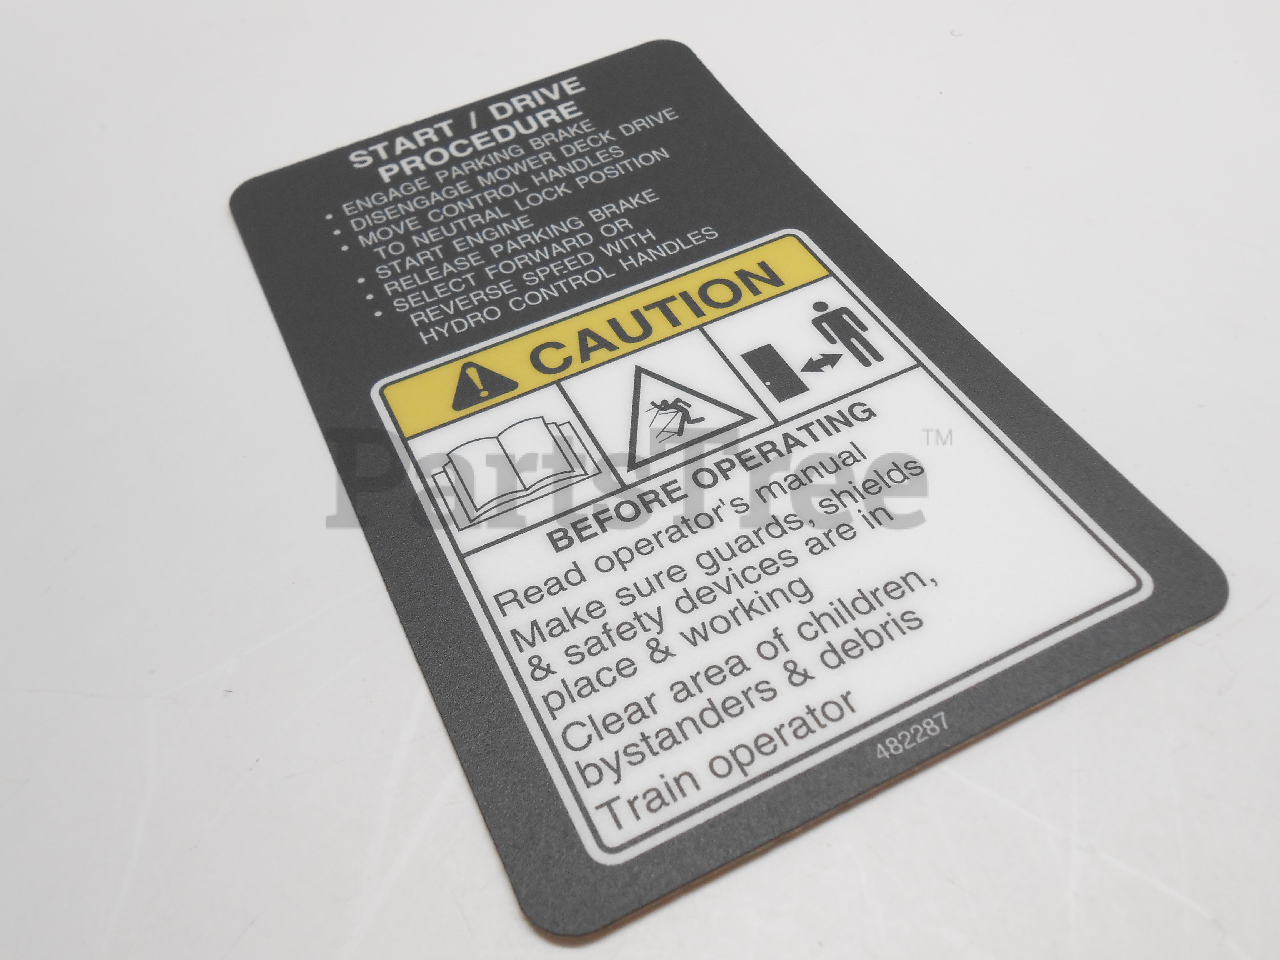 START / DRIVE
PROCEDURE
• ENGAGE PARKING BRAKE
• DISENGAGE MOWER DECK DRIVE
• MOVE CONTROL HANDLES
TO NEUTRAL LOCK POSITION
• START ENGINE
• RELEASE PARKING BRAKE
• SELECT FORWARD OR
REVERSE SPEED WITH
HYDRO CONTROL HANDLES
CAUTION
BEFORE OPERATING
Read operator's manual
Make sure guards, shields
& safety devices are in
place & working
Clear area of children,
bystanders & debris
Train operator
482287
PartsTree™